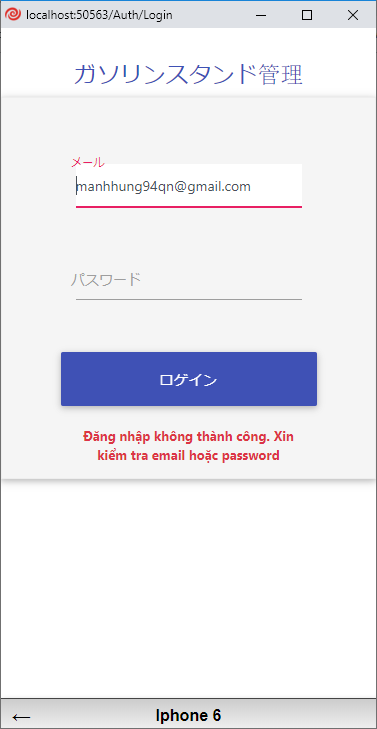 localhost:50563/Auth/Login
ガソリンスタンド管理
メール
manhhung94qn@gmail.com
パスワード
ログイン
Đăng nhập không thành công. Xin
kiểm tra email hoặc password
Iphone 6